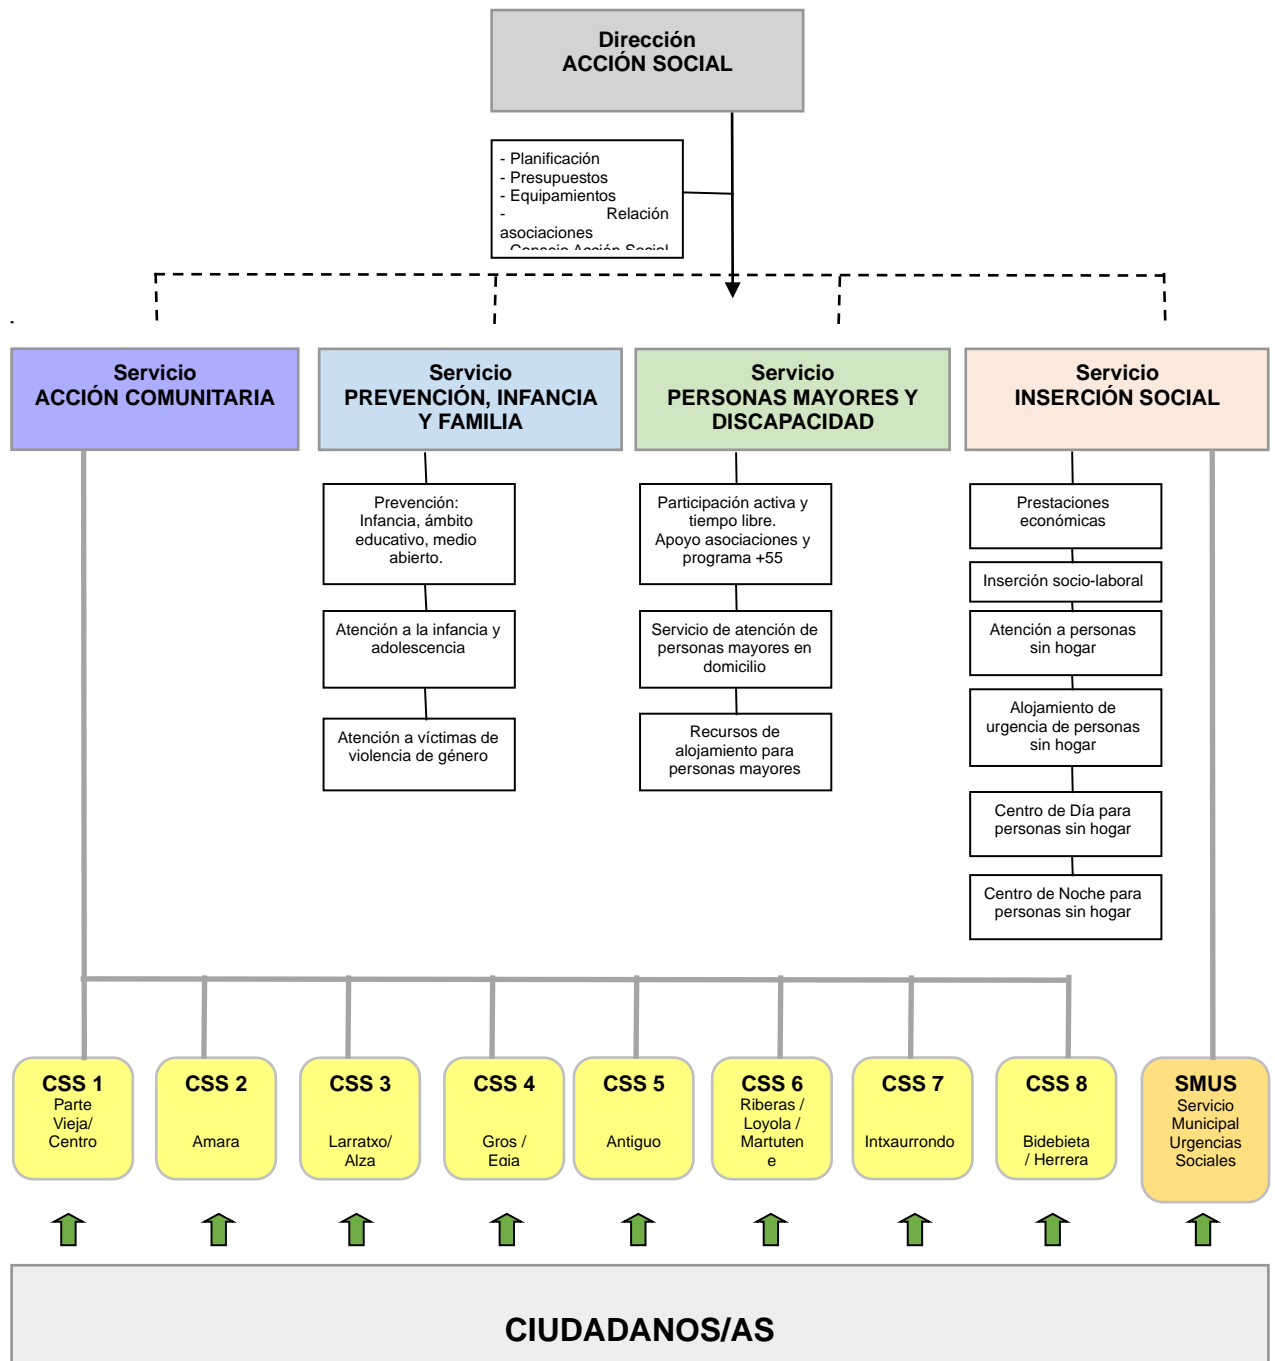 Dirección
ACCIÓN SOCIAL
- Planificación
- Presupuestos
- Equipamientos
- Relación
asociaciones
- Consejo Acción Social
Servicio
ACCIÓN COMUNITARIA
Servicio
PREVENCIÓN, INFANCIA
Y FAMILIA
Servicio
PERSONAS MAYORES Y
DISCAPACIDAD
Servicio
INSERCIÓN SOCIAL
Prevención:
Infancia, ámbito
educativo, medio
abierto.
Atención a la infancia y
adolescencia
Atención a víctimas de
violencia de género
Participación activa y
tiempo libre.
Apoyo asociaciones y
programa +55
Servicio de atención de
personas mayores en
domicilio
Recursos de
alojamiento para
personas mayores
Prestaciones
económicas
Inserción socio-laboral
Atención a personas
sin hogar
Alojamiento de
urgencia de personas
sin hogar
Centro de Día para
personas sin hogar
Centro de Noche para
personas sin hogar
CSS 1
Parte
Vieja/
Centro
CSS 2
Amara
CSS 3
Larratxo/
Alza
CSS 4
Gros /
Egia
CSS 5
Antiguo
CSS 6
Riberas /
Loyola /
Martuten
e
CSS 7
Intxaurrondo
CSS 8
Bidebieta
/ Herrera
SMUS
Servicio
Municipal
Urgencias
Sociales
CIUDADANOS/AS